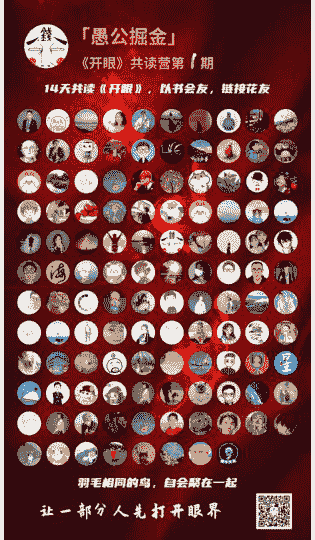 錢
「愚公掘金」
《开眼》共读营第1期
14天共读《开眼》，以书会友，链接花友
羽毛相同的鸟，自会聚在一起
让一部分人先打开眼界